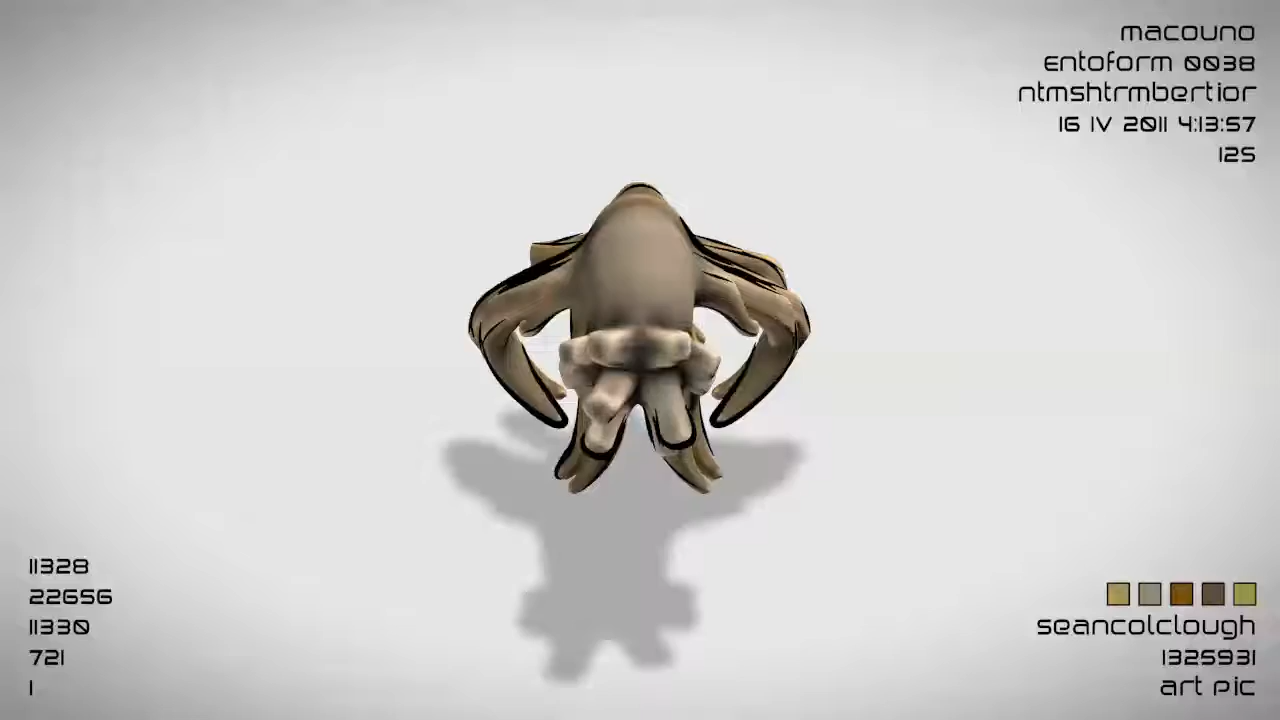 macouno
Entoform 0038
ntmshtrmbertior
16 IV 2011 4:13:57
125
11328
22656
11330
721
1
seancolclough
1325931
art pic